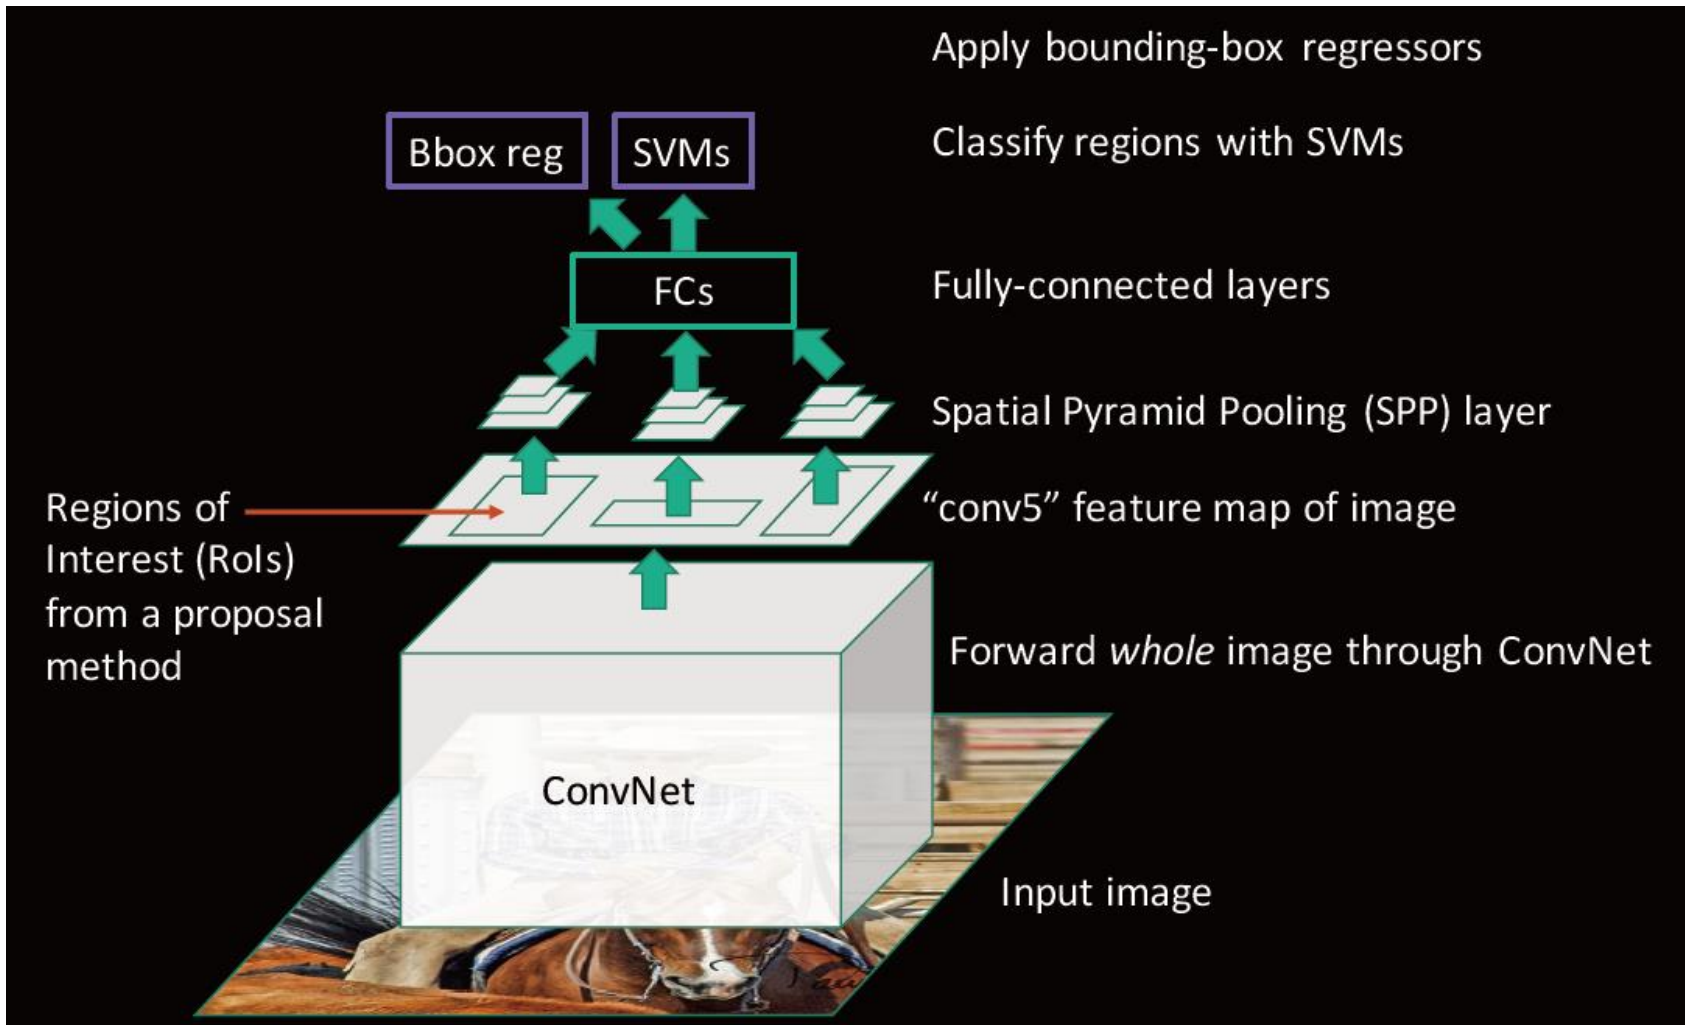 Apply bounding-box regressors
Bbox reg
SVMs
Classify regions with SVMs
FCs
Fully-connected layers
Spatial Pyramid Pooling (SPP) layer
Regions of
Interest (RoIs)
from a proposal
method
“conv5” feature map of image
Forward whole image through ConvNet
ConvNet
Input image